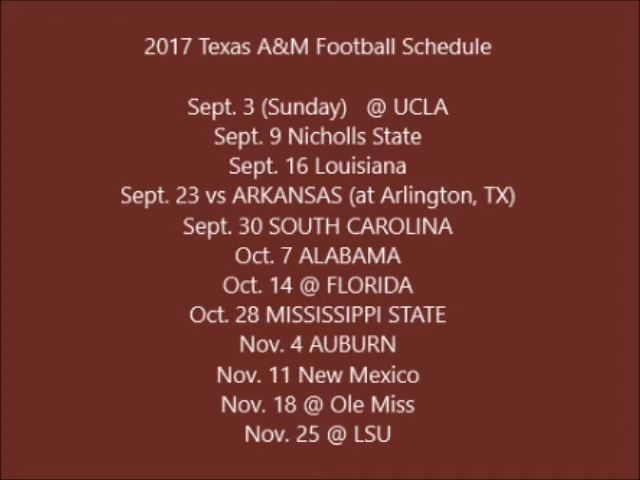 2017 Texas A&M Football Schedule
Sept. 3 (Sunday) @ UCLA
Sept. 9 Nicholls State
Sept. 16 Louisiana
Sept. 23 vs ARKANSAS (at Arlington, TX)
Sept. 30 SOUTH CAROLINA
Oct. 7 ALABAMA
Oct. 14 @ FLORIDA
Oct. 28 MISSISSIPPI STATE
Nov. 4 AUBURN
Nov. 11 New Mexico
Nov. 18 @ Ole Miss
Nov. 25 @ LSU